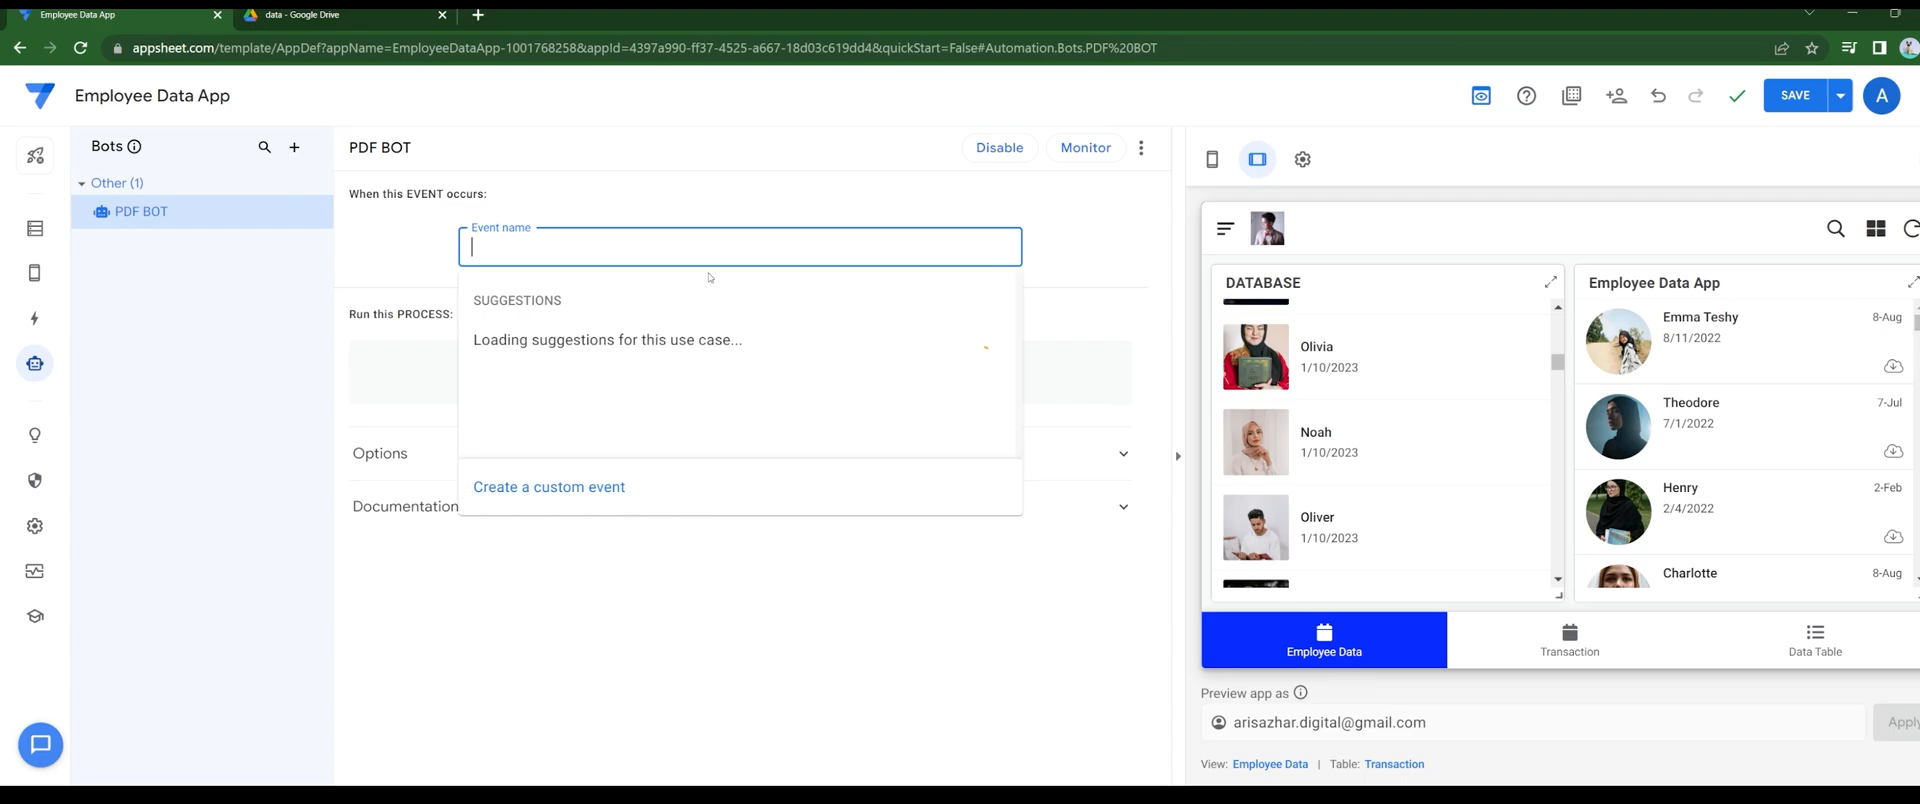 Employee Data App
data - Google Drive
appsheet.com/template/AppDef?appName=EmployeeDataApp-1001768258&appId=4397a990-ff37-4525-a667-18d03c619dd4&quickStart=False#Automation.Bots.PDF%20BOT
Employee Data App
SAVE
A
Bots
Other (1)
PDF BOT
PDF BOT
Disable
Monitor
When this EVENT occurs:
Event name
SUGGESTIONS
Loading suggestions for this use case...
Create a custom event
Run this PROCESS:
Options
Documentation
DATABASE
Olivia
1/10/2023
Noah
1/10/2023
Oliver
1/10/2023
Employee Data App
Emma Teshy
8-Aug
8/11/2022
Theodore
7-Jul
7/1/2022
Henry
2-Feb
2/4/2022
Charlotte
8-Aug
Employee Data
Transaction
Data Table
Preview app as
arisazhar.digital@gmail.com
Apply
View: Employee Data | Table: Transaction